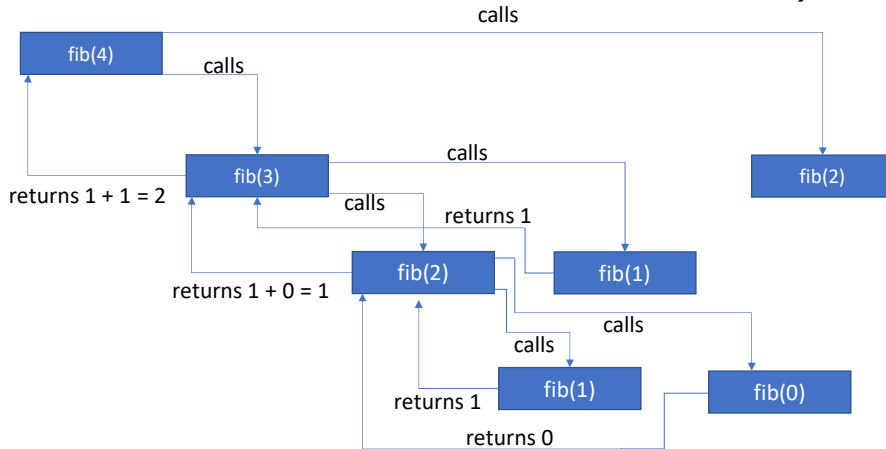 calls
fib(4)
calls
calls
fib(3)
fib(2)
returns 1 + 1 = 2
calls
returns 1
fib(2)
fib(1)
returns 1 + 0 = 1
calls
calls
fib(1)
fib(0)
returns 1
returns 0